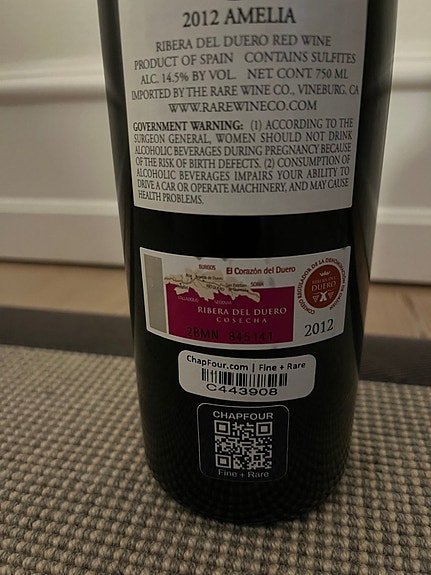 2012 AMELIA
RIBERA DEL DUERO RED WINE
PRODUCT OF SPAIN CONTAINS SULFITES
ALC. 14.5% BY VOL. NET CONT 750 ML
IMPORTED BY THE RARE WINE CO., VINEBURG, CA
WWW.RAREWINECO.COM
GOVERNMENT WARNING: (1) ACCORDING TO THE
SURGEON GENERAL, WOMEN SHOULD NOT DRINK
ALCOHOLIC BEVERAGES DURING PREGNANCY BECAUSE
OF THE RISK OF BIRTH DEFECTS. (2) CONSUMPTION OF
ALCOHOLIC BEVERAGES IMPAIRS YOUR ABILITY TO
DRIVE A CAR OR OPERATE MACHINERY, AND MAY CAUSE
HEALTH PROBLEMS.
BURGOS
El Corazón del Duero
SORIA
VALLADOLID
SEGOVIA
RIBERA DEL DUERO
COSECHA
2BMN 845141
RIBERA DEL
DUERO
2012
ChapFour.com | Fine + Rare
C443908
CHAPFOUR
Fine + Rare